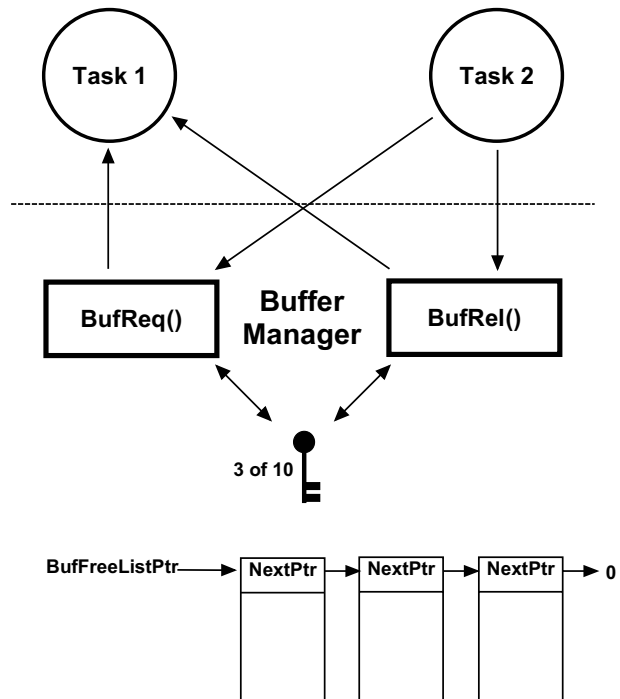 Task 1
Task 2
BufReq()
Buffer
Manager
BufRel()
3 of 10
BufFreeListPtr
NextPtr
NextPtr
NextPtr
0